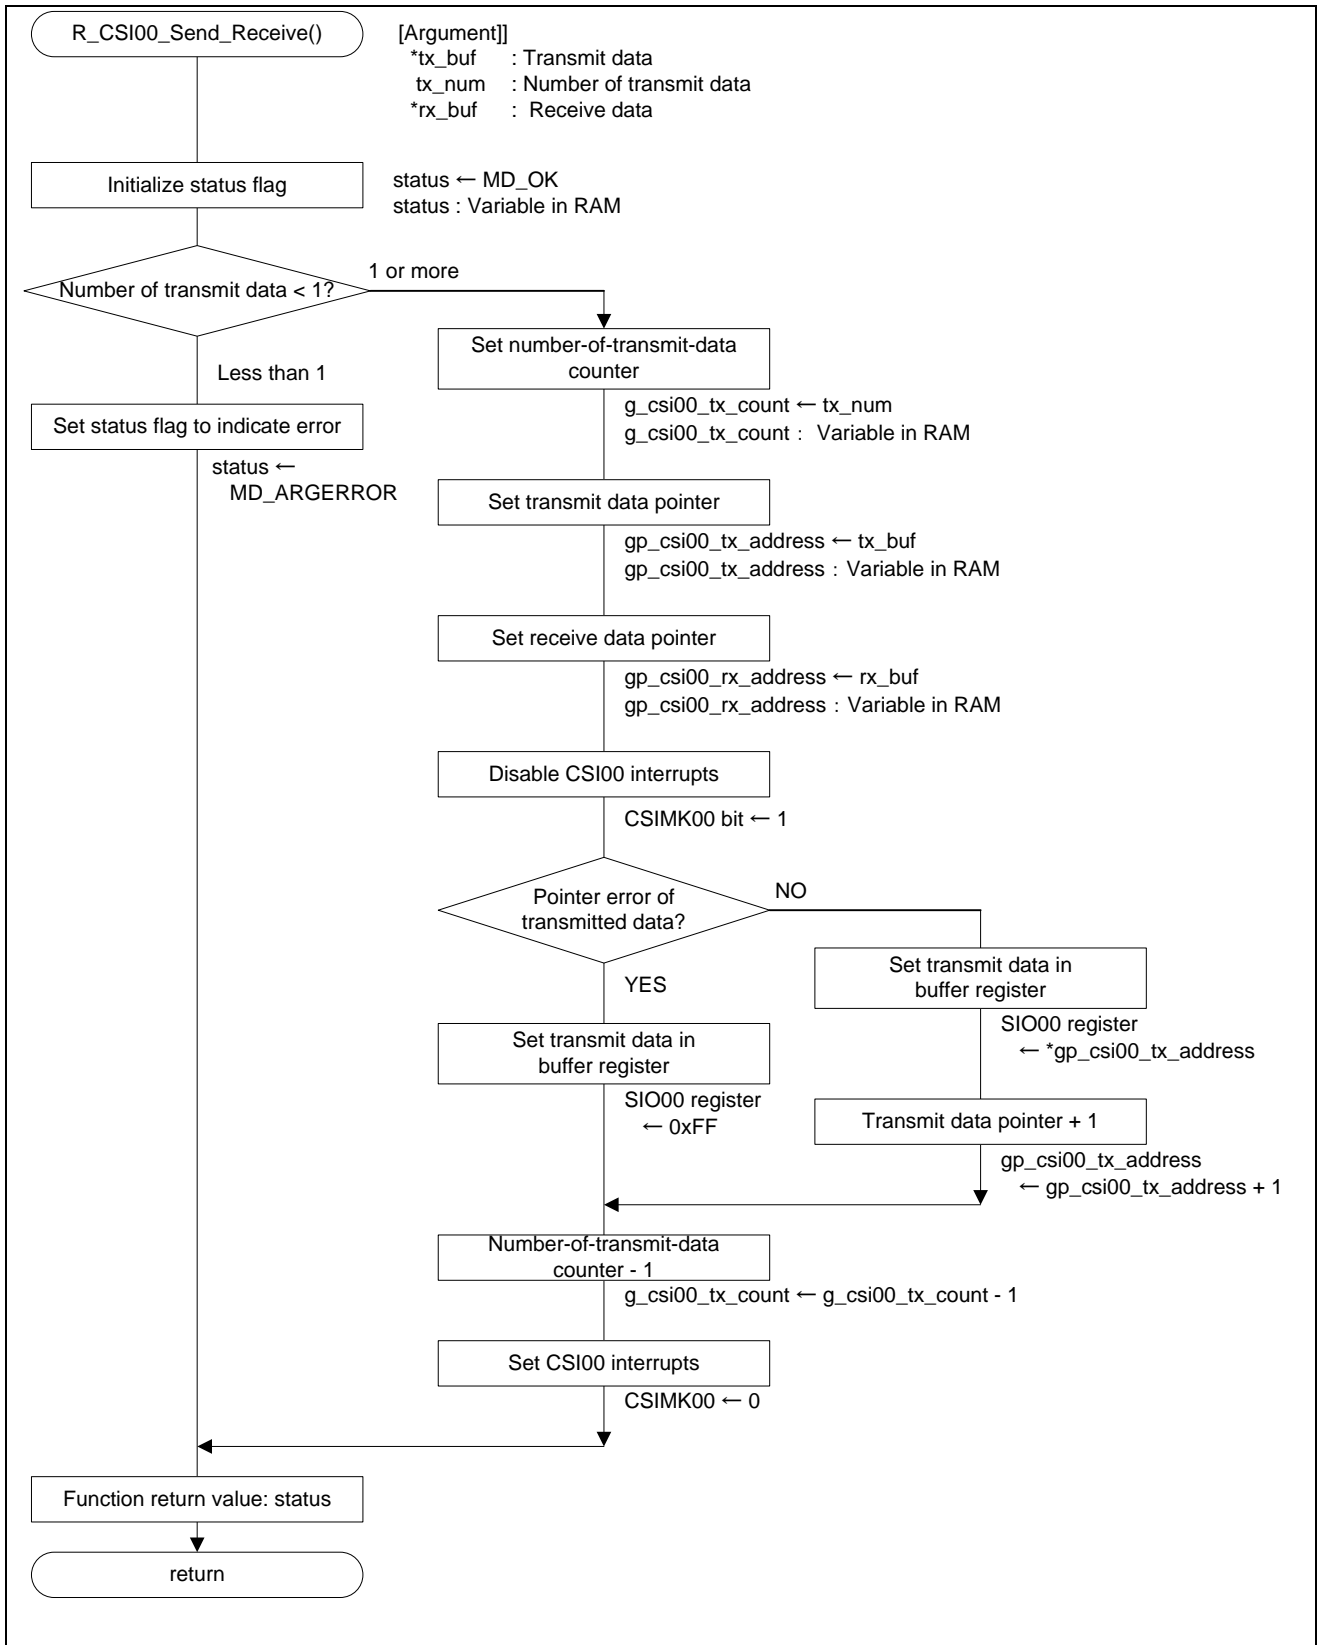 R_CSI00_Send_Receive()
[Argument]]
*tx_buf : Transmit data
tx_num : Number of transmit data
*rx_buf : Receive data
Initialize status flag
status ← MD_OK
status : Variable in RAM
Number of transmit data < 1?
1 or more
Less than 1
Set status flag to indicate error
status ←
MD_ARGERROR
Set number-of-transmit-data
counter
g_csi00_tx_count ← tx_num
g_csi00_tx_count : Variable in RAM
Set transmit data pointer
gp_csi00_tx_address ← tx_buf
gp_csi00_tx_address : Variable in RAM
Set receive data pointer
gp_csi00_rx_address ← rx_buf
gp_csi00_rx_address : Variable in RAM
Disable CSI00 interrupts
CSIMK00 bit ← 1
Pointer error of
transmitted data?
NO
YES
Set transmit data in
buffer register
SIO00 register
← *gp_csi00_tx_address
Transmit data pointer + 1
gp_csi00_tx_address
← gp_csi00_tx_address + 1
Set transmit data in
buffer register
SIO00 register
← 0xFF
Number-of-transmit-data
counter - 1
g_csi00_tx_count ← g_csi00_tx_count - 1
Set CSI00 interrupts
CSIMK00 ← 0
Function return value: status
return